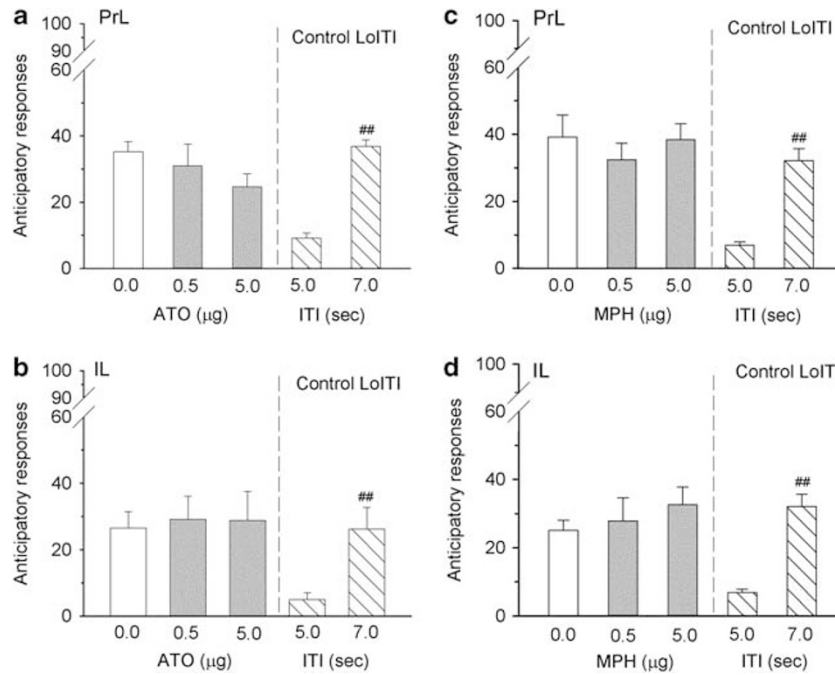 a PrL
Control LoITI
Anticipatory responses
100
90
60
40
20
0
##
0.0 0.5 5.0 5.0 7.0
ATO (µg) ITI (sec)
c PrL
Control LoITI
Anticipatory responses
100
60
40
20
0
##
0.0 0.5 5.0 5.0 7.0
MPH (µg) ITI (sec)
b IL
Control LoITI
Anticipatory responses
100
90
60
40
20
0
##
0.0 0.5 5.0 5.0 7.0
ATO (µg) ITI (sec)
d IL
Control LoIT
Anticipatory responses
100
60
40
20
0
##
0.0 0.5 5.0 5.0 7.0
MPH (µg) ITI (sec)